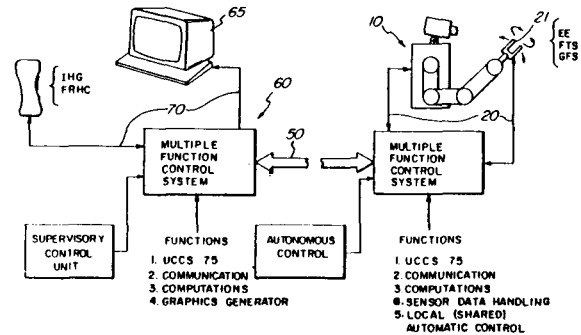 65
10
21
EE
FTS
GFS
IHG
FRHC
70
60
20
50
MULTIPLE
FUNCTION
CONTROL
SYSTEM
MULTIPLE
FUNCTION
CONTROL
SYSTEM
SUPERVISORY
CONTROL
UNIT
AUTONOMOUS
CONTROL
FUNCTIONS
1. UCCS 75
2. COMMUNICATION
3. COMPUTATIONS
4. GRAPHICS GENERATOR
FUNCTIONS
1. UCCS 75
2. COMMUNICATION
3 COMPUTATIONS
6. SENSOR DATA HANDLING
5. LOCAL (SHARED)
AUTOMATIC CONTROL